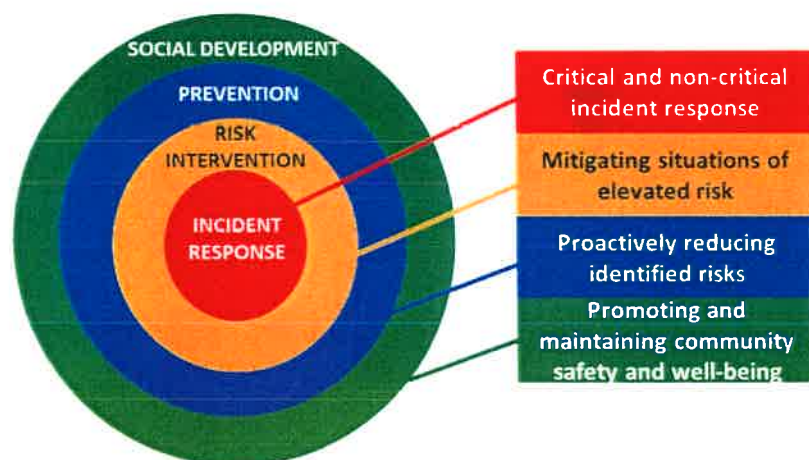 SOCIAL DEVELOPMENT
PREVENTION
RISK
INTERVENTION
INCIDENT
RESPONSE
Critical and non-critical
incident response
Mitigating situations of
elevated risk
Proactively reducing
identified risks
Promoting and
maintaining community
safety and well-being